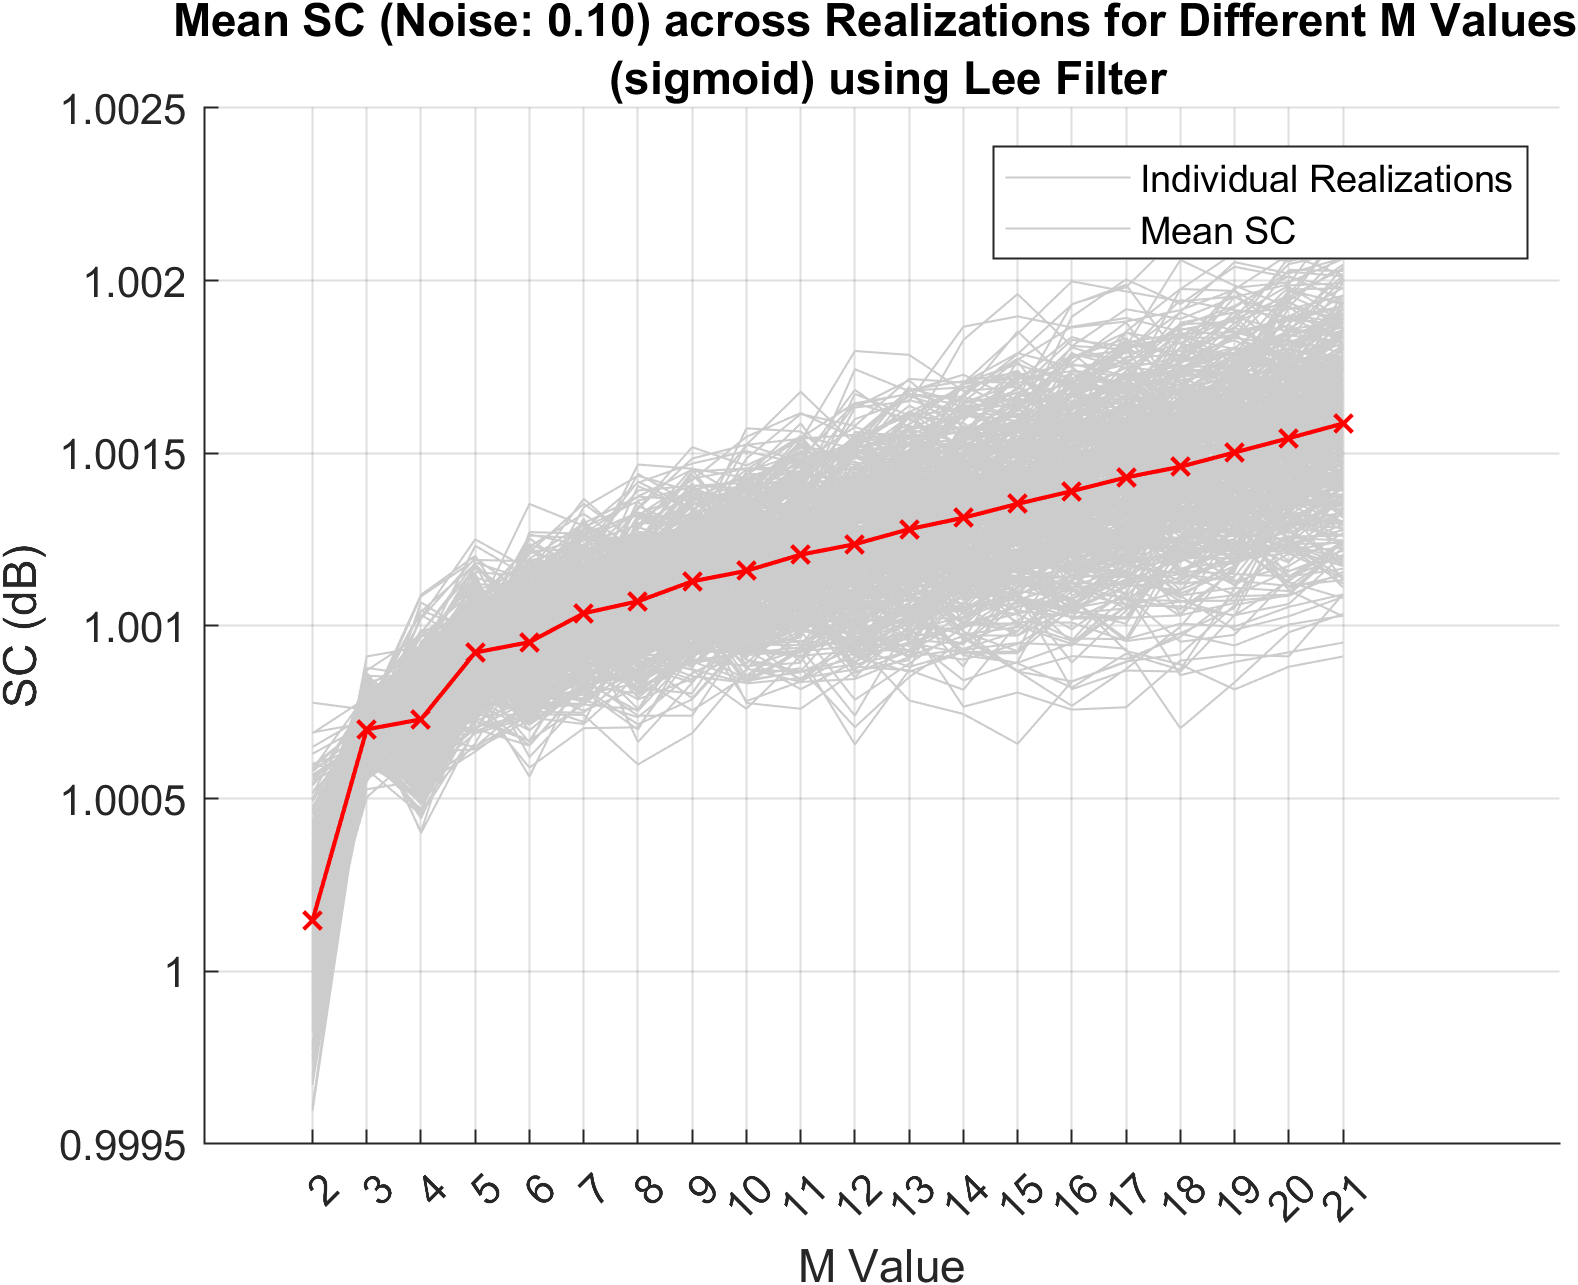 Mean SC (Noise: 0.10) across Realizations for Different M Values
(sigmoid) using Lee Filter
1.0025
1.002
1.0015
1.001
1.0005
1
0.9995
SC (dB)
Individual Realizations
Mean SC
2 3 4 5 6 7 8 9 10 11 12 13 14 15 16 17 18 19 20 21
M Value